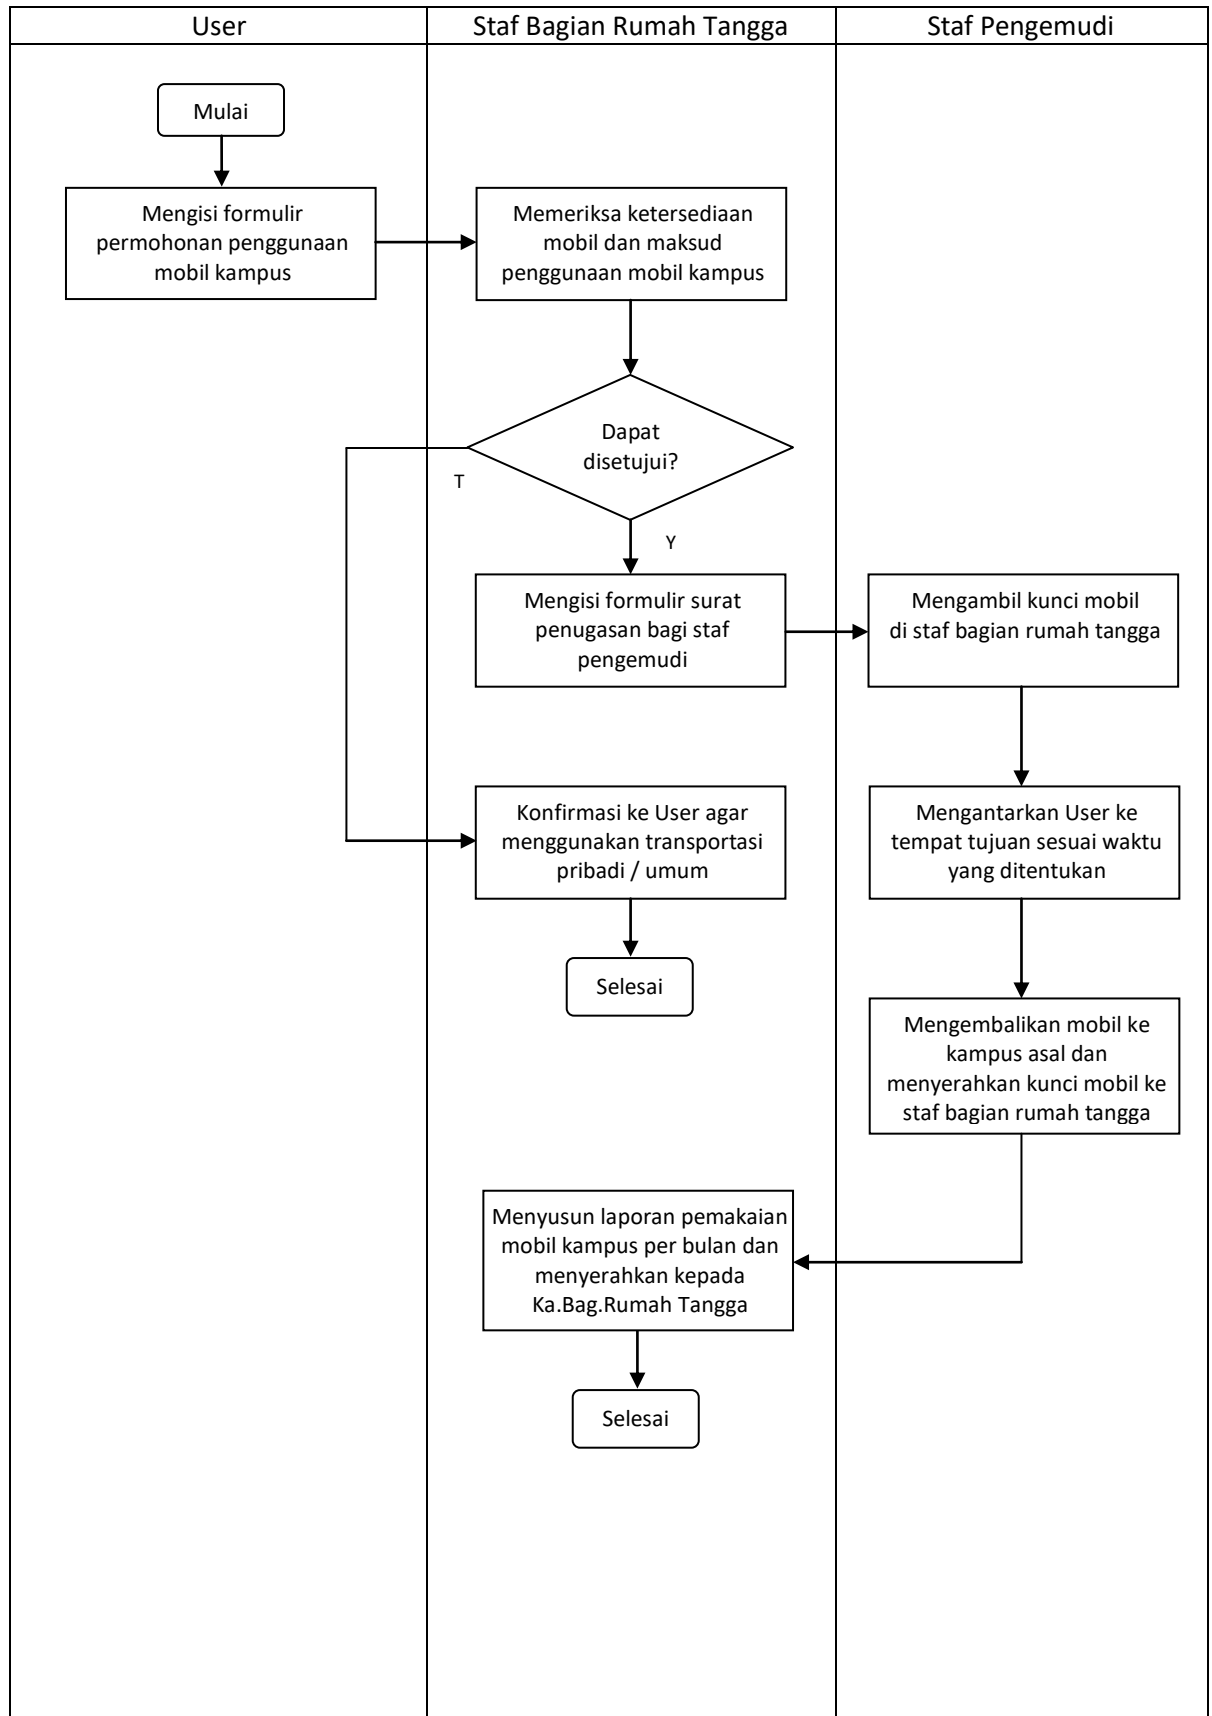 User
Staf Bagian Rumah Tangga
Staf Pengemudi
Mulai
Mengisi formulir
permohonan penggunaan
mobil kampus
Memeriksa ketersediaan
mobil dan maksud
penggunaan mobil kampus
Dapat
disetujui?
T
Y
Mengisi formulir surat
penugasan bagi staf
pengemudi
Mengambil kunci mobil
di staf bagian rumah tangga
Konfirmasi ke User agar
menggunakan transportasi
pribadi / umum
Mengantarkan User ke
tempat tujuan sesuai waktu
yang ditentukan
Selesai
Mengembalikan mobil ke
kampus asal dan
menyerahkan kunci mobil ke
staf bagian rumah tangga
Menyusun laporan pemakaian
mobil kampus per bulan dan
menyerahkan kepada
Ka.Bag.Rumah Tangga
Selesai